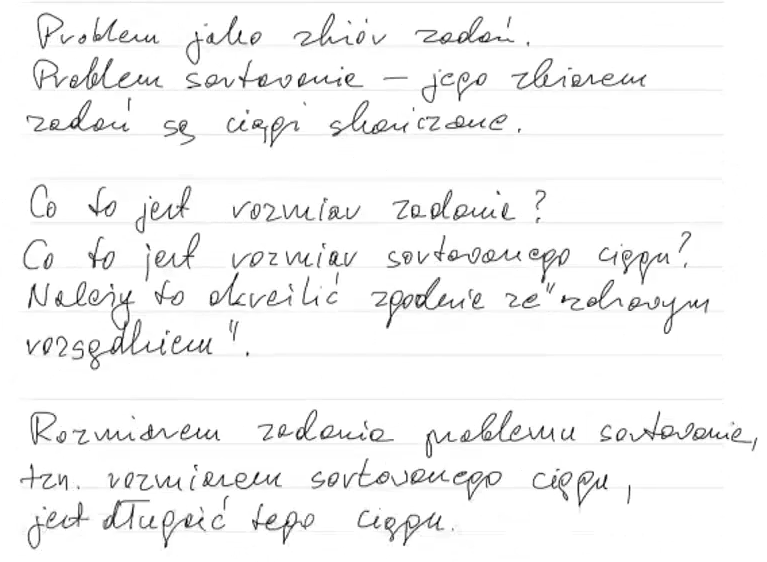 Problem jako zbiór zadań.
Problem sortowania – jego zbiorem
zadań są ciągi skończone.
Co to jest rozmiar zadania?
Co to jest rozmiar sortowanego ciągu?
Należy to określić zgodnie ze "zdrowym
rozsądkiem".
Rozmiarem zadania problemu sortowania,
tzn. rozmiarem sortowanego ciągu,
jest długość tego ciągu.